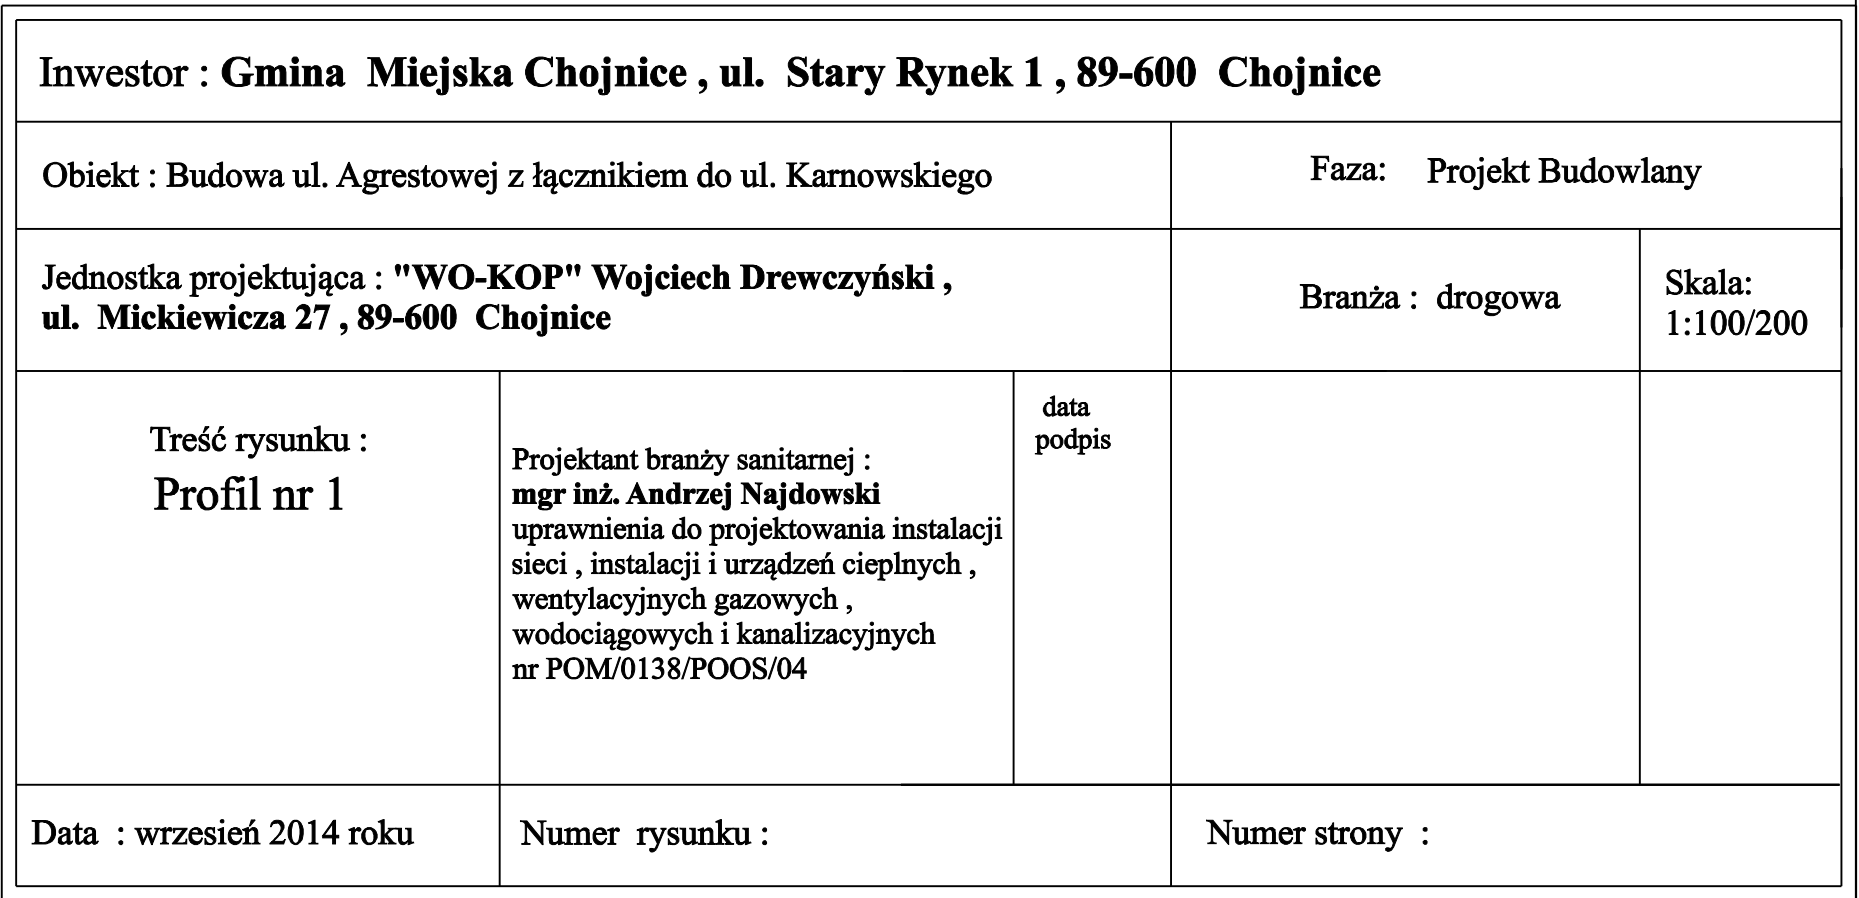 Inwestor : Gmina Miejska Chojnice , ul. Stary Rynek 1 , 89-600 Chojnice
Obiekt : Budowa ul. Agrestowej z łącznikiem do ul. Karnowskiego
Faza: Projekt Budowlany
Jednostka projektująca : "WO-KOP" Wojciech Drewczyński ,
ul. Mickiewicza 27 , 89-600 Chojnice
Branża : drogowa
Skala:
1:100/200
Treść rysunku :
Profil nr 1
Projektant branży sanitarnej :
mgr inż. Andrzej Najdowski
uprawnienia do projektowania instalacji
sieci , instalacji i urządzeń cieplnych ,
wentylacyjnych gazowych ,
wodociągowych i kanalizacyjnych
nr POM/0138/POOS/04
data
podpis
Data : wrzesień 2014 roku
Numer rysunku :
Numer strony :